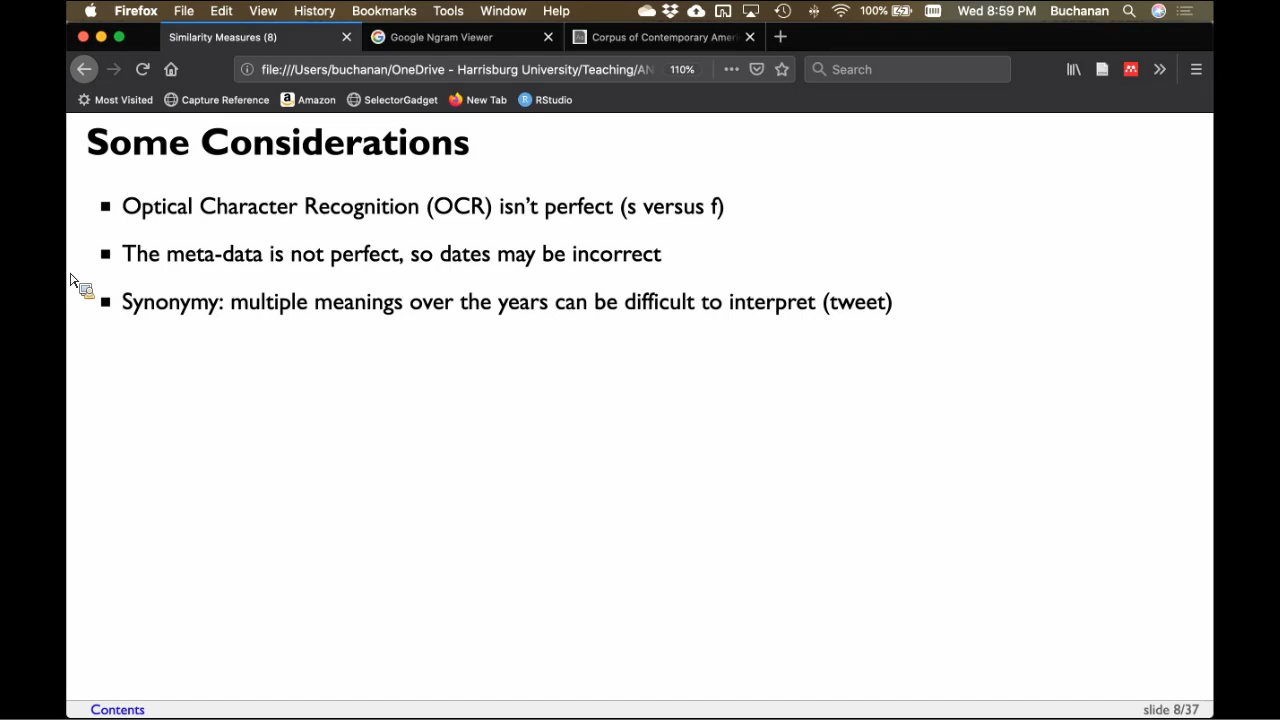 Firefox File Edit View History Bookmarks Tools Window Help 100% Wed 8:59 PM Buchanan
Similarity Measures (8) Google Ngram Viewer Corpus of Contemporary Ameri
file:///Users/buchanan/OneDrive - Harrisburg University/Teaching/AN 110% Search
Most Visited Capture Reference Amazon SelectorGadget New Tab RStudio
Some Considerations
Optical Character Recognition (OCR) isn't perfect (s versus f)
The meta-data is not perfect, so dates may be incorrect
Synonymy: multiple meanings over the years can be difficult to interpret (tweet)
Contents slide 8/37